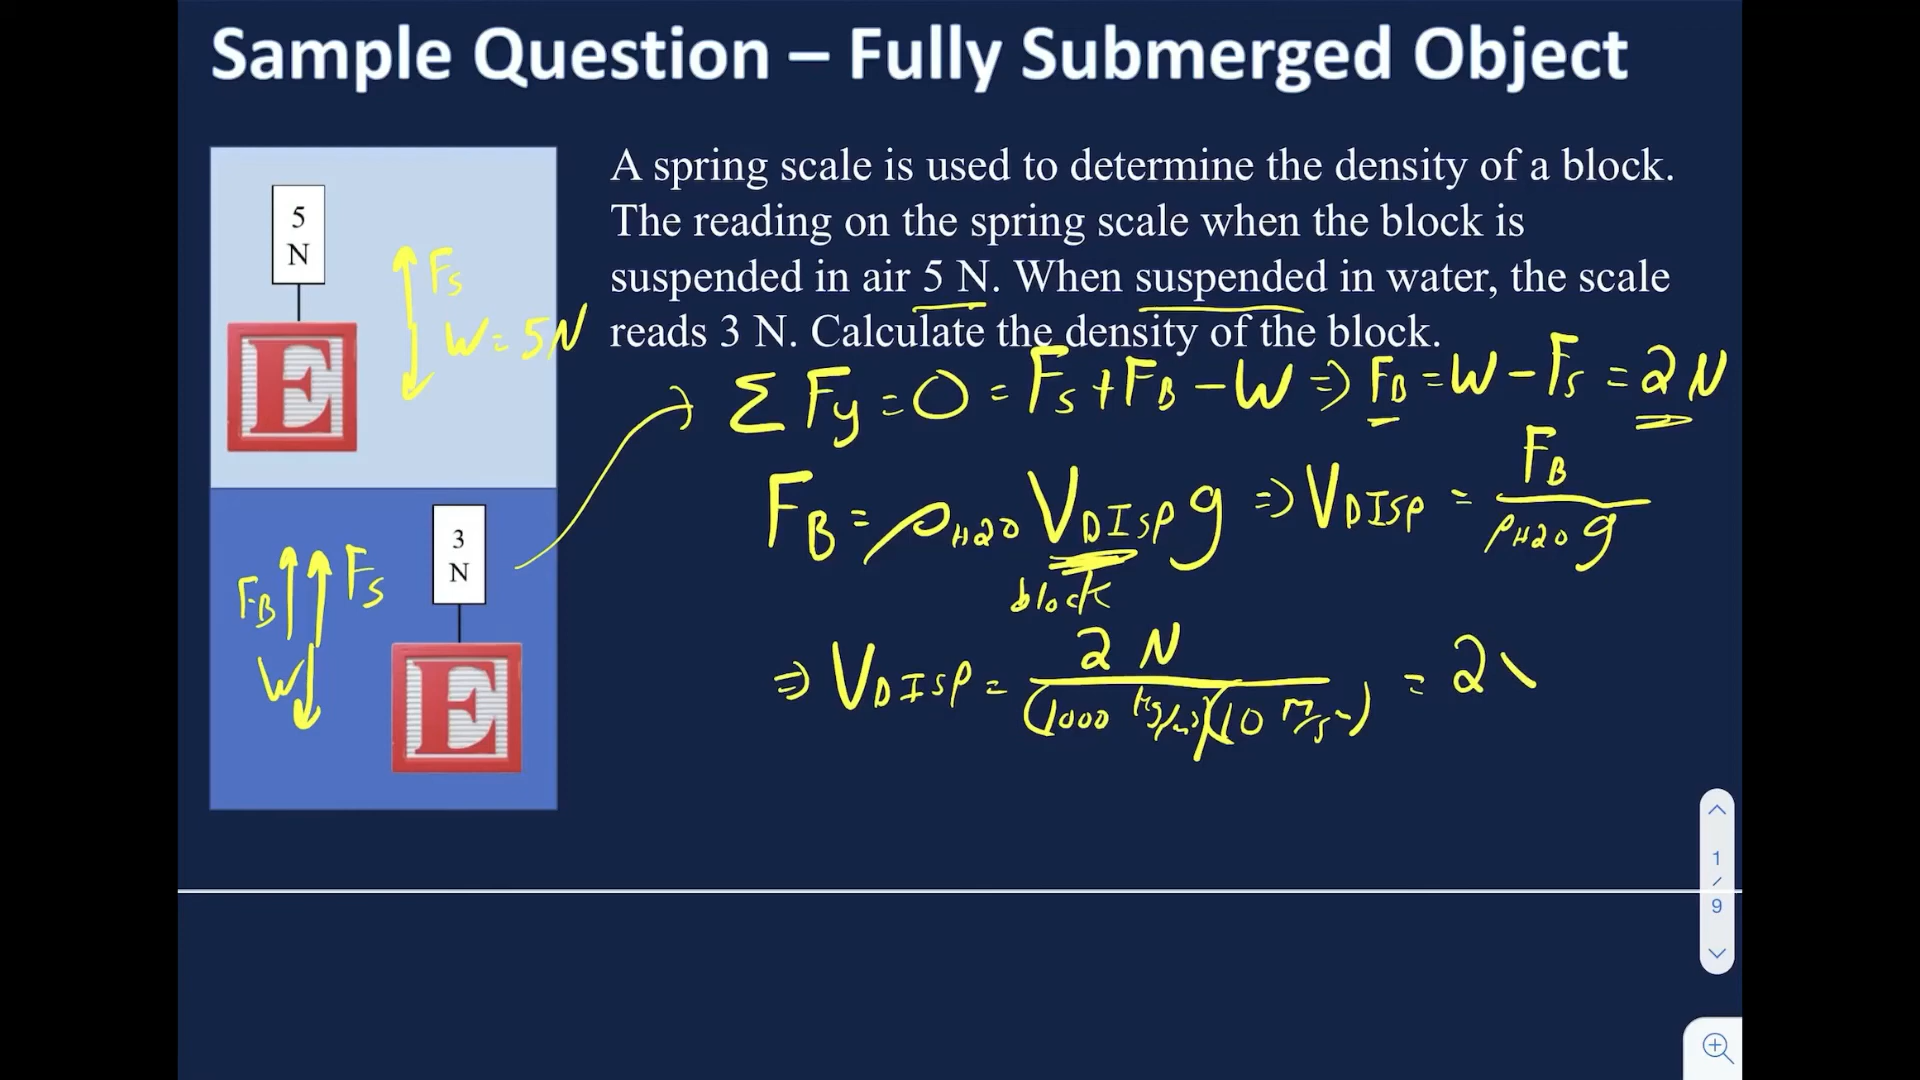 Sample Question – Fully Submerged Object
A spring scale is used to determine the density of a block.
The reading on the spring scale when the block is
suspended in air 5 N. When suspended in water, the scale
reads 3 N. Calculate the density of the block.
5
N
E
Fs
W = 5N
3
N
E
FB
Fs
W
Σ Fy = 0 = Fs + FB - W ⇒ FB = W - Fs = 2 N
FB = ρH2O VDISP g ⇒ VDISP = FB / ρH2O g
block
⇒ VDISP = 2 N / (1000 kg/m³)(10 m/s²) = 2
1
/
9